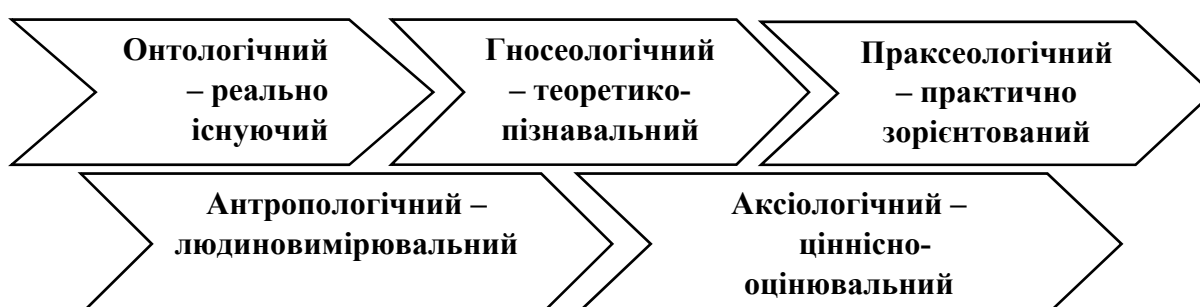 Онтологічний
– реально
існуючий
Гносеологічний
– теоретико-
пізнавальний
Праксеологічний
– практично
зорієнтований
Антропологічний –
людиновимірювальний
Аксіологічний –
ціннісно-
оцінювальний